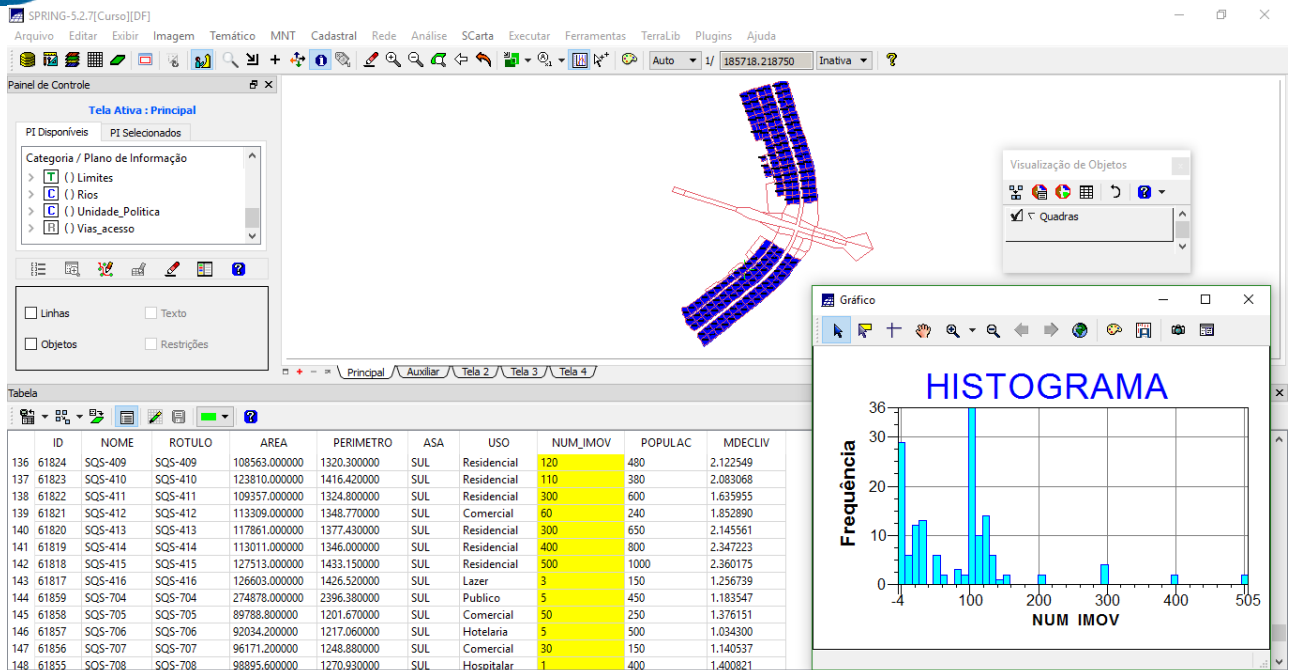 SPRING-5.2.7[Curso][DF]
Arquivo Editar Exibir Imagem Temático MNT Cadastral Rede Análise SCarta Executar Ferramentas TerraLib Plugins Ajuda
Auto 1/ 185718.218750 Inativa
Painel de Controle
Tela Ativa : Principal
PI Disponíveis PI Selecionados
Categoria / Plano de Informação
T () Limites
C () Rios
C () Unidade_Politica
R () Vias_acesso
Linhas Texto
Objetos Restrições
Principal Auxiliar Tela 2 Tela 3 Tela 4
Visualização de Objetos
Quadras
Tabela
ID NOME ROTULO AREA PERIMETRO ASA USO NUM_IMOV POPULAC MDECLIV
136 61824 SQS-409 SQS-409 108563.000000 1320.300000 SUL Residencial 120 480 2.122549
137 61823 SQS-410 SQS-410 123810.000000 1416.420000 SUL Residencial 110 380 2.083068
138 61822 SQS-411 SQS-411 109357.000000 1324.800000 SUL Residencial 300 600 1.635955
139 61821 SQS-412 SQS-412 113309.000000 1348.770000 SUL Comercial 60 240 1.852890
140 61820 SQS-413 SQS-413 117861.000000 1377.430000 SUL Residencial 300 650 2.145561
141 61819 SQS-414 SQS-414 113011.000000 1346.000000 SUL Residencial 400 800 2.347223
142 61818 SQS-415 SQS-415 127513.000000 1433.150000 SUL Residencial 500 1000 2.360175
143 61817 SQS-416 SQS-416 126603.000000 1426.520000 SUL Lazer 3 150 1.256739
144 61859 SQS-704 SQS-704 274878.000000 2396.380000 SUL Publico 5 450 1.183547
145 61858 SQS-705 SQS-705 89788.800000 1201.670000 SUL Comercial 50 250 1.376151
146 61857 SQS-706 SQS-706 92034.200000 1217.060000 SUL Hotelaria 5 500 1.034300
147 61856 SQS-707 SQS-707 96171.200000 1248.880000 SUL Comercial 30 150 1.140537
148 61855 SQS-708 SQS-708 98895.600000 1270.930000 SUL Hospitalar 1 400 1.400821
Gráfico
HISTOGRAMA
Frequência
36
30
20
10
0
-4 100 200 300 400 505
NUM IMOV